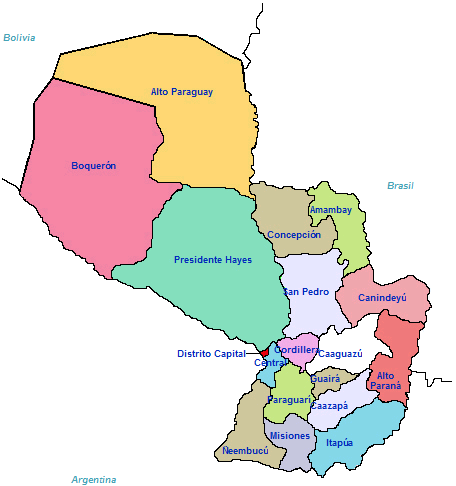 Bolivia
Alto Paraguay
Boquerón
Brasil
Amambay
Concepción
Presidente Hayes
San Pedro
Canindeyú
Distrito Capital
Cordillera
Caaguazú
Central
Guairá
Alto
Paraná
Paraguarí
Caazapá
Misiones
Itapúa
Ñeembucú
Argentina